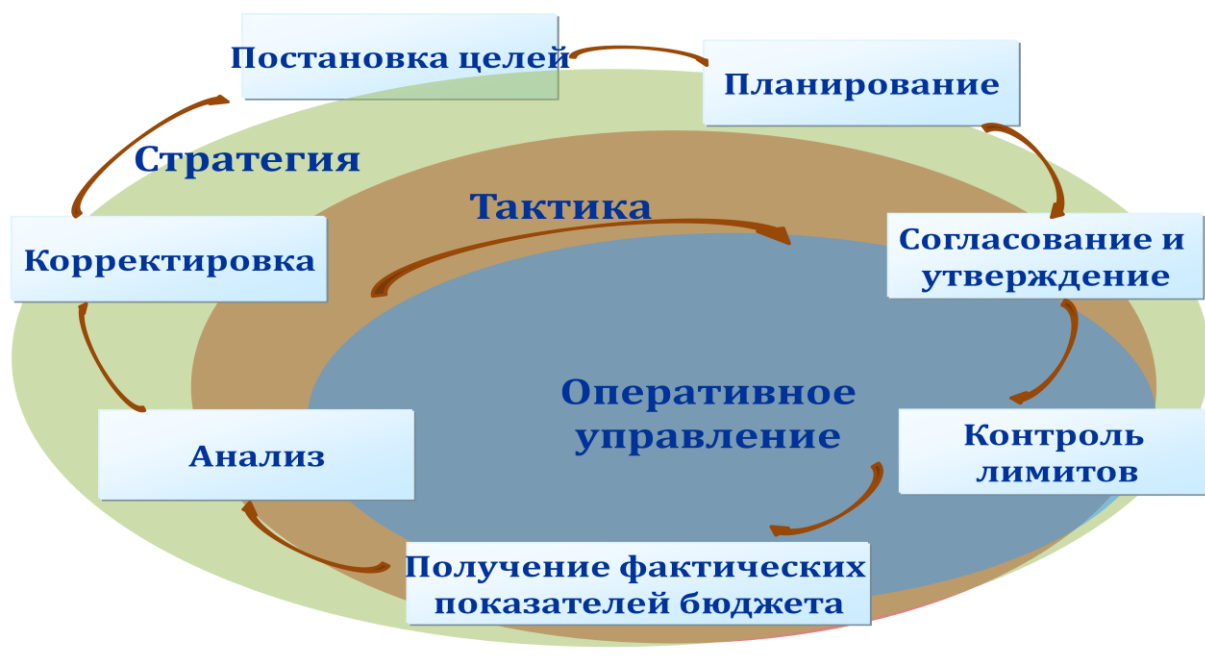 Постановка целей
Планирование
Стратегия
Тактика
Корректировка
Согласование и
утверждение
Оперативное
управление
Контроль
лимитов
Анализ
Получение фактических
показателей бюджета